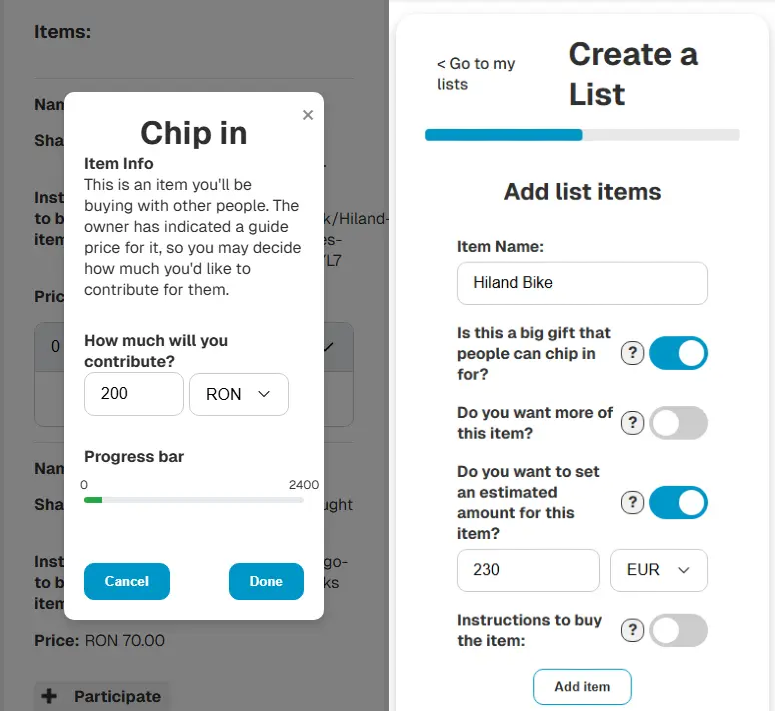 Items:
Nan
Sha
Inst
to b
item
k/Hiland-
es-
/L7
Pric
0
Nan
Sha
ught
Inst
to b
item
go-
ks
Price: RON 70.00
+ Participate
×
Chip in
Item Info
This is an item you'll be
buying with other people. The
owner has indicated a guide
price for it, so you may decide
how much you'd like to
contribute for them.
How much will you
contribute?
200 RON
Progress bar
0 2400
Cancel Done
< Go to my
lists
Create a
List
Add list items
Item Name:
Hiland Bike
Is this a big gift that
people can chip in
for?
?
Do you want more of
this item?
?
Do you want to set
an estimated
amount for this
item?
?
230 EUR
Instructions to buy
the item:
?
Add item